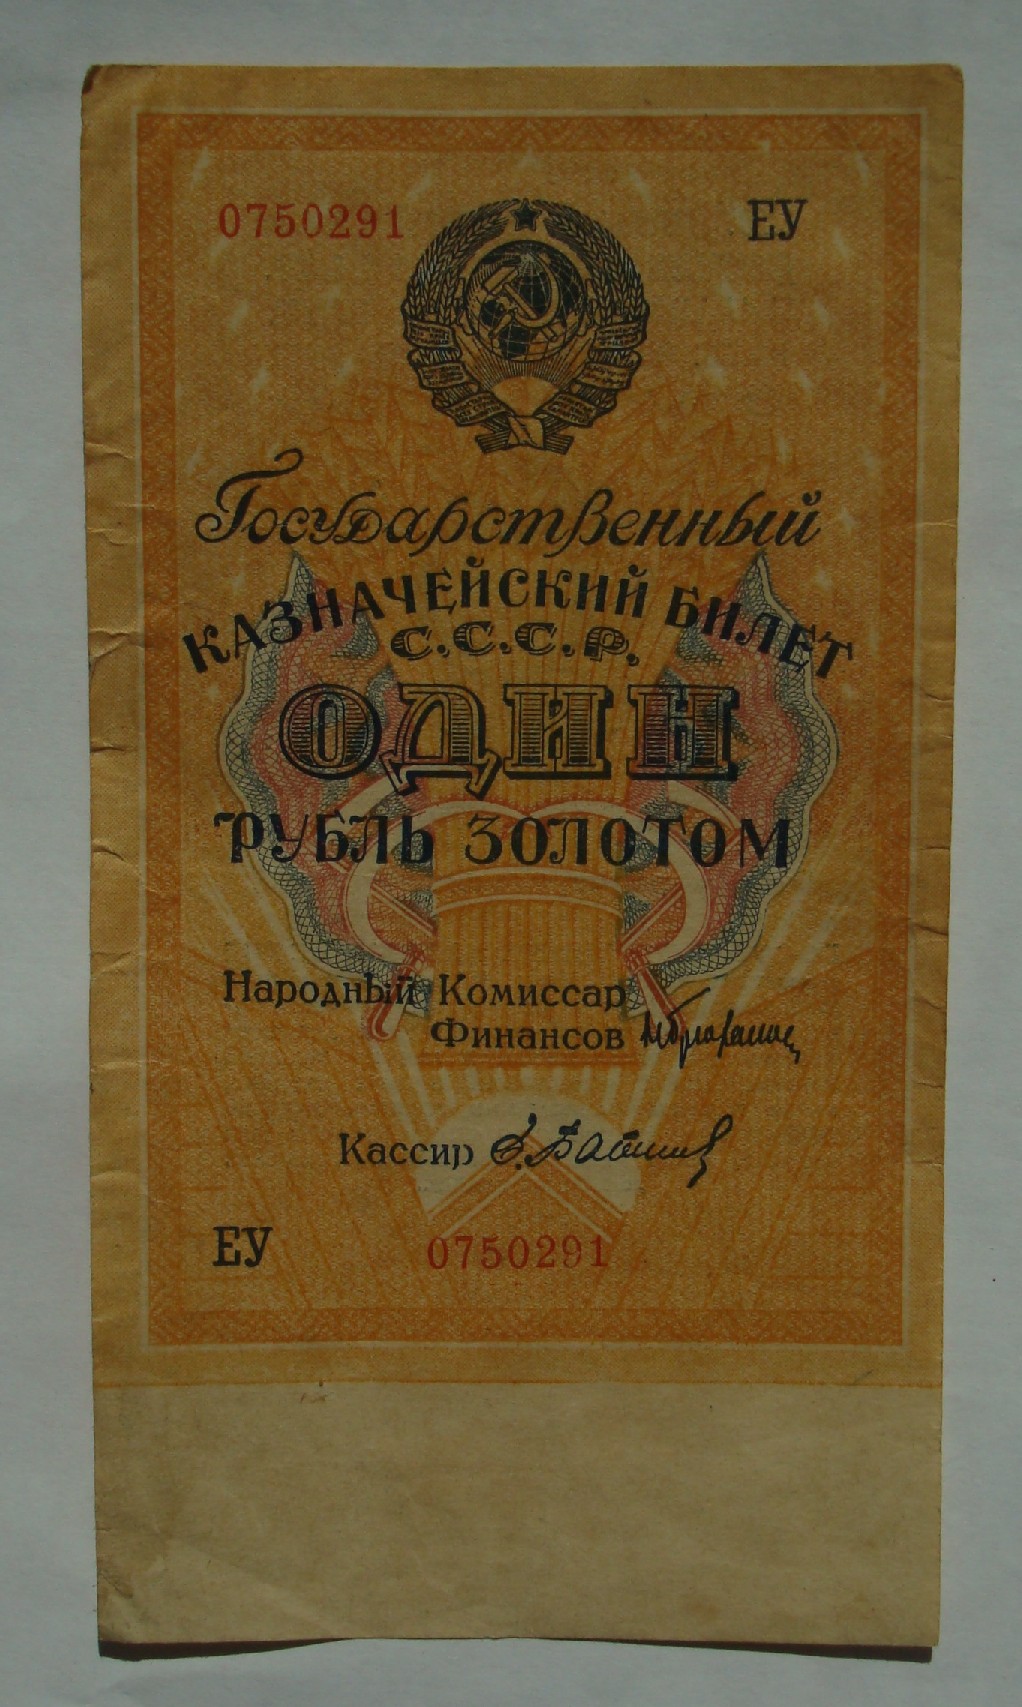 0750291 ЕУ
Государственный
КАЗНАЧЕЙСКИЙ БИЛЕТ
С.С.С.Р.
ОДИН
РУБЛЬ ЗОЛОТОМ
Народный Комиссар
Финансов
Кассир
ЕУ 0750291